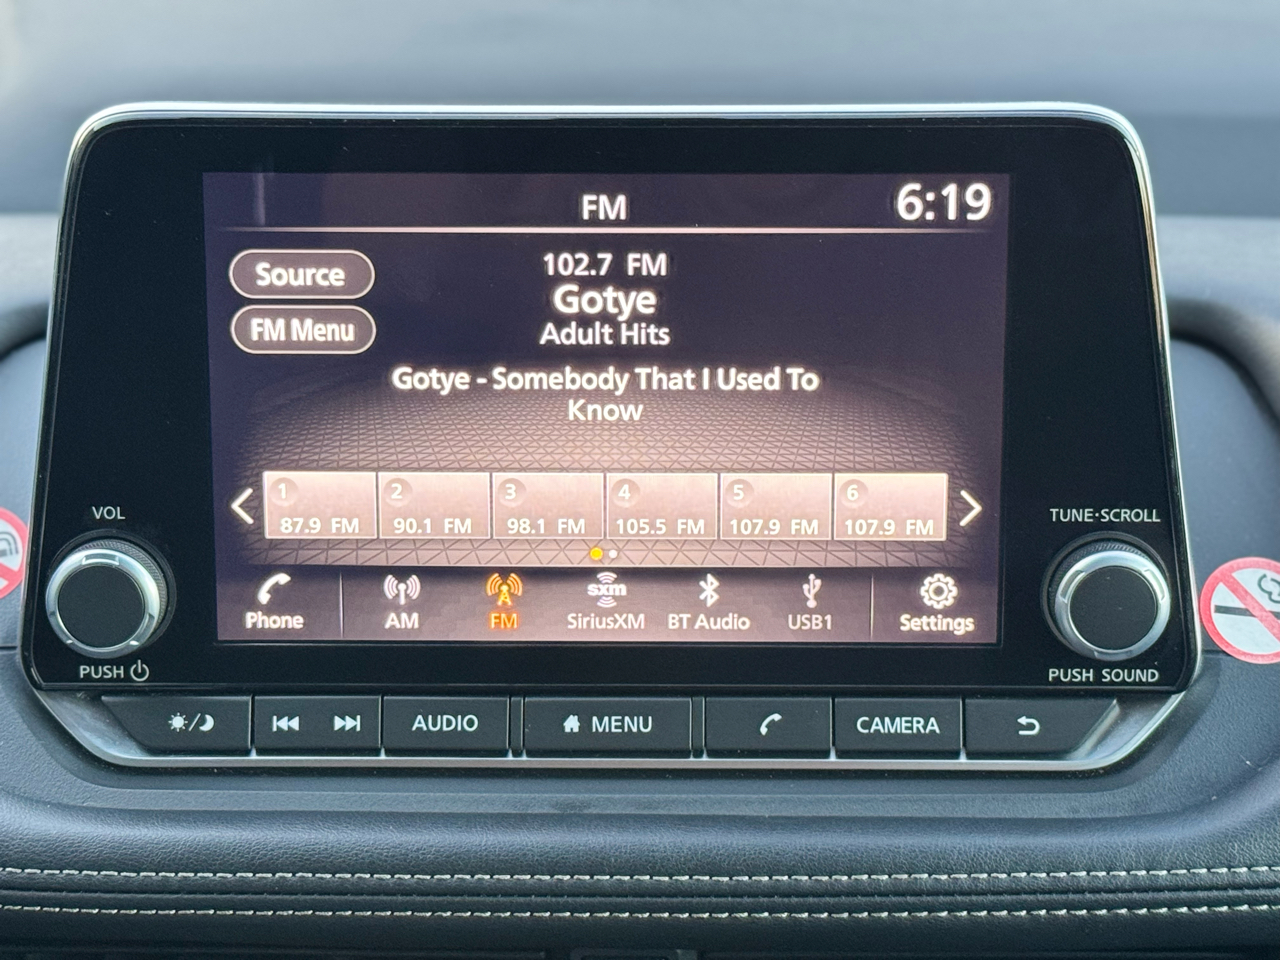 FM
6:19
Source
FM Menu
102.7 FM
Gotye
Adult Hits
Gotye - Somebody That I Used To
Know
1
87.9 FM
2
90.1 FM
3
98.1 FM
4
105.5 FM
5
107.9 FM
6
107.9 FM
Phone
AM
FM
sxm
SiriusXM
BT Audio
USB1
Settings
VOL
PUSH
TUNE·SCROLL
PUSH SOUND
AUDIO
MENU
CAMERA